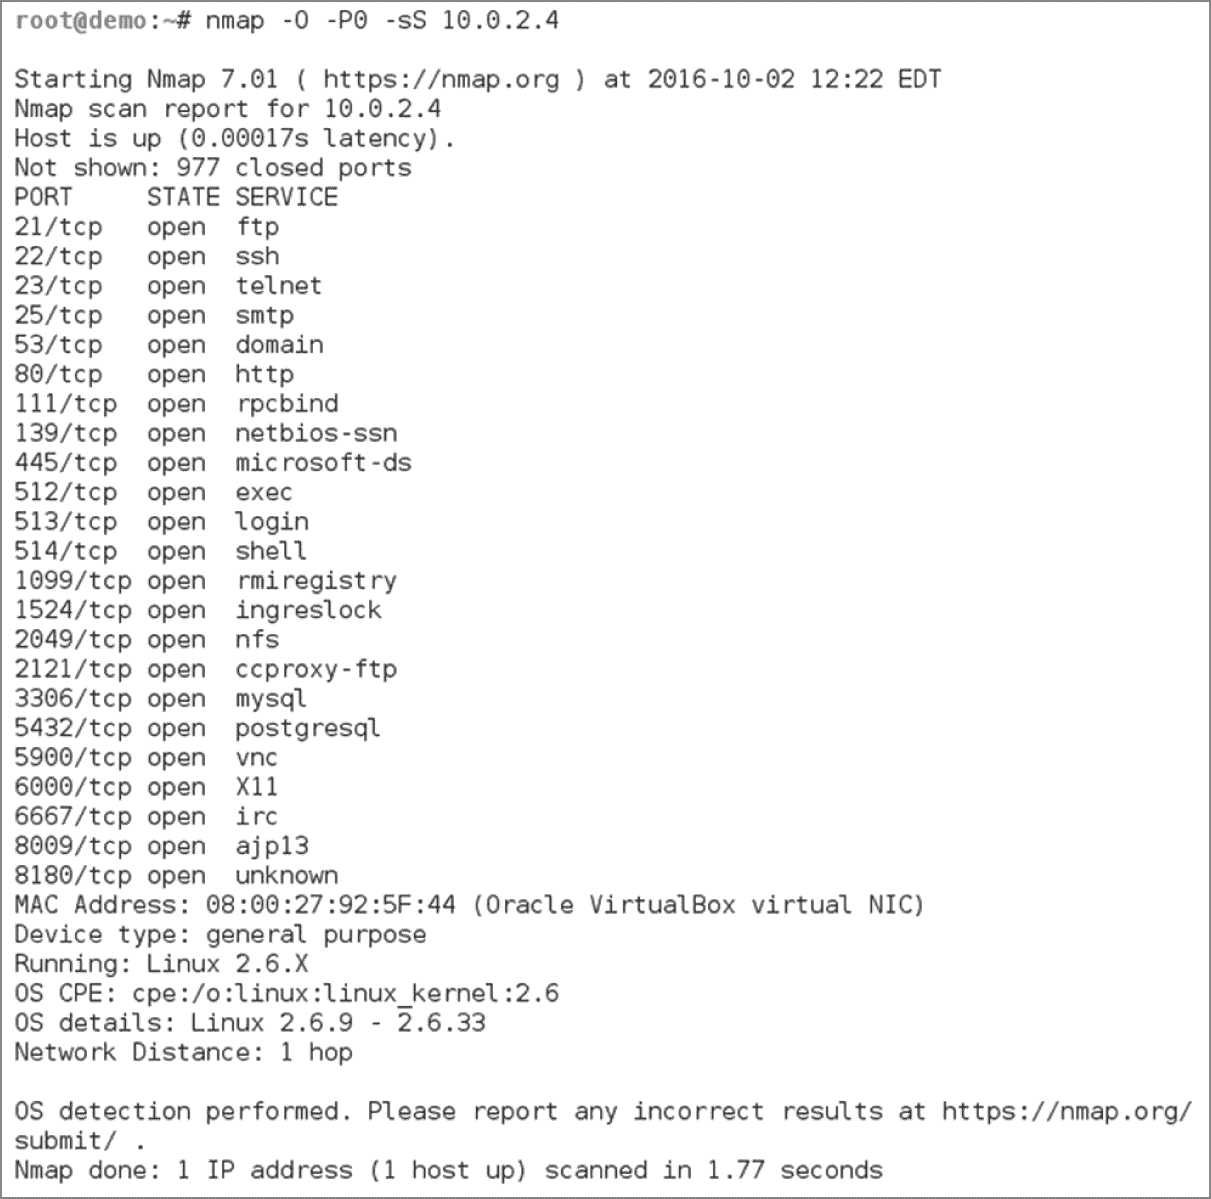 root@demo:~# nmap -O -P0 -sS 10.0.2.4
Starting Nmap 7.01 ( https://nmap.org ) at 2016-10-02 12:22 EDT
Nmap scan report for 10.0.2.4
Host is up (0.00017s latency).
Not shown: 977 closed ports
PORT     STATE SERVICE
21/tcp   open  ftp
22/tcp   open  ssh
23/tcp   open  telnet
25/tcp   open  smtp
53/tcp   open  domain
80/tcp   open  http
111/tcp  open  rpcbind
139/tcp  open  netbios-ssn
445/tcp  open  microsoft-ds
512/tcp  open  exec
513/tcp  open  login
514/tcp  open  shell
1099/tcp open  rmiregistry
1524/tcp open  ingreslock
2049/tcp open  nfs
2121/tcp open  ccproxy-ftp
3306/tcp open  mysql
5432/tcp open  postgresql
5900/tcp open  vnc
6000/tcp open  X11
6667/tcp open  irc
8009/tcp open  ajp13
8180/tcp open  unknown
MAC Address: 08:00:27:92:5F:44 (Oracle VirtualBox virtual NIC)
Device type: general purpose
Running: Linux 2.6.X
OS CPE: cpe:/o:linux:linux_kernel:2.6
OS details: Linux 2.6.9 - 2.6.33
Network Distance: 1 hop
OS detection performed. Please report any incorrect results at https://nmap.org/
submit/ .
Nmap done: 1 IP address (1 host up) scanned in 1.77 seconds